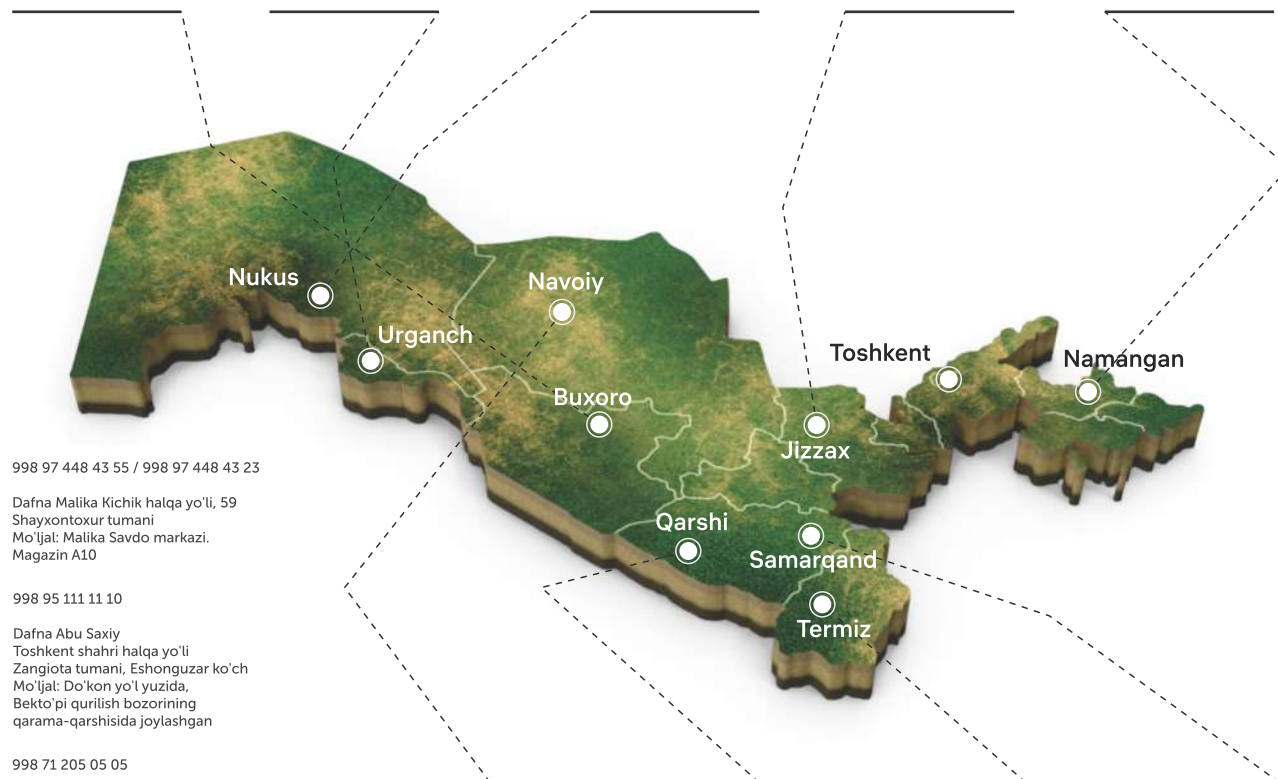 Nukus
Navoiy
Urganch
Toshkent
Namangan
Buxoro
Jizzax
Qarshi
Samarqand
Termiz
998 97 448 43 55 / 998 97 448 43 23
Dafna Malika Kichik halqa yo'li, 59
Shayxontoxur tumani
Mo'ljal: Malika Savdo markazi.
Magazin A10
998 95 111 11 10
Dafna Abu Saxiy
Toshkent shahri halqa yo'li
Zangiota tumani, Eshonguzar ko'ch
Mo'ljal: Do'kon yo'l yuzida,
Bekto'pi qurilish bozorining
qarama-qarshisida joylashgan
998 71 205 05 05